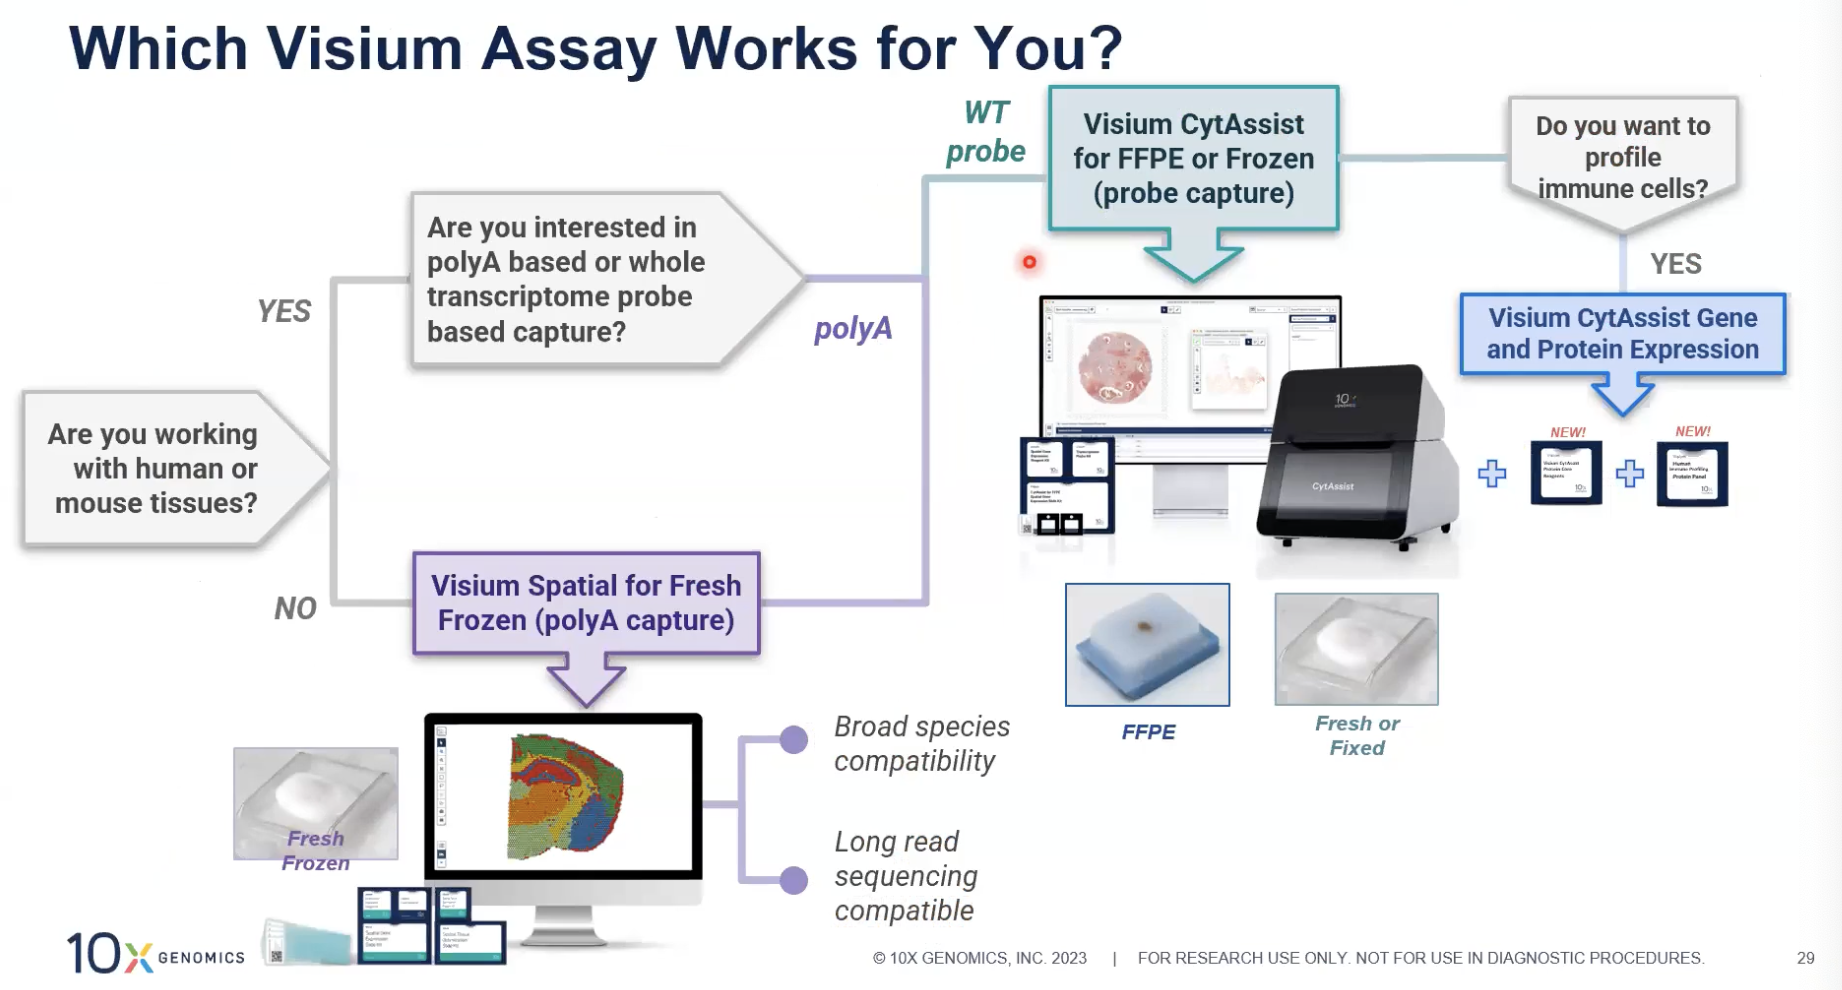 Which Visium Assay Works for You?
WT
probe
Visium CytAssist
for FFPE or Frozen
(probe capture)
Do you want to
profile
immune cells?
Are you interested in
polyA based or whole
transcriptome probe
based capture?
YES
polyA
YES
Visium CytAssist Gene
and Protein Expression
Are you working
with human or
mouse tissues?
NEW!
NEW!
10x
GENOMICS
CytAssist
Visium Spatial for Fresh
Frozen (polyA capture)
NO
FFPE
Fresh or
Fixed
Broad species
compatibility
Fresh
Frozen
Long read
sequencing
compatible
10x GENOMICS
© 10X GENOMICS, INC. 2023 | FOR RESEARCH USE ONLY. NOT FOR USE IN DIAGNOSTIC PROCEDURES.
29